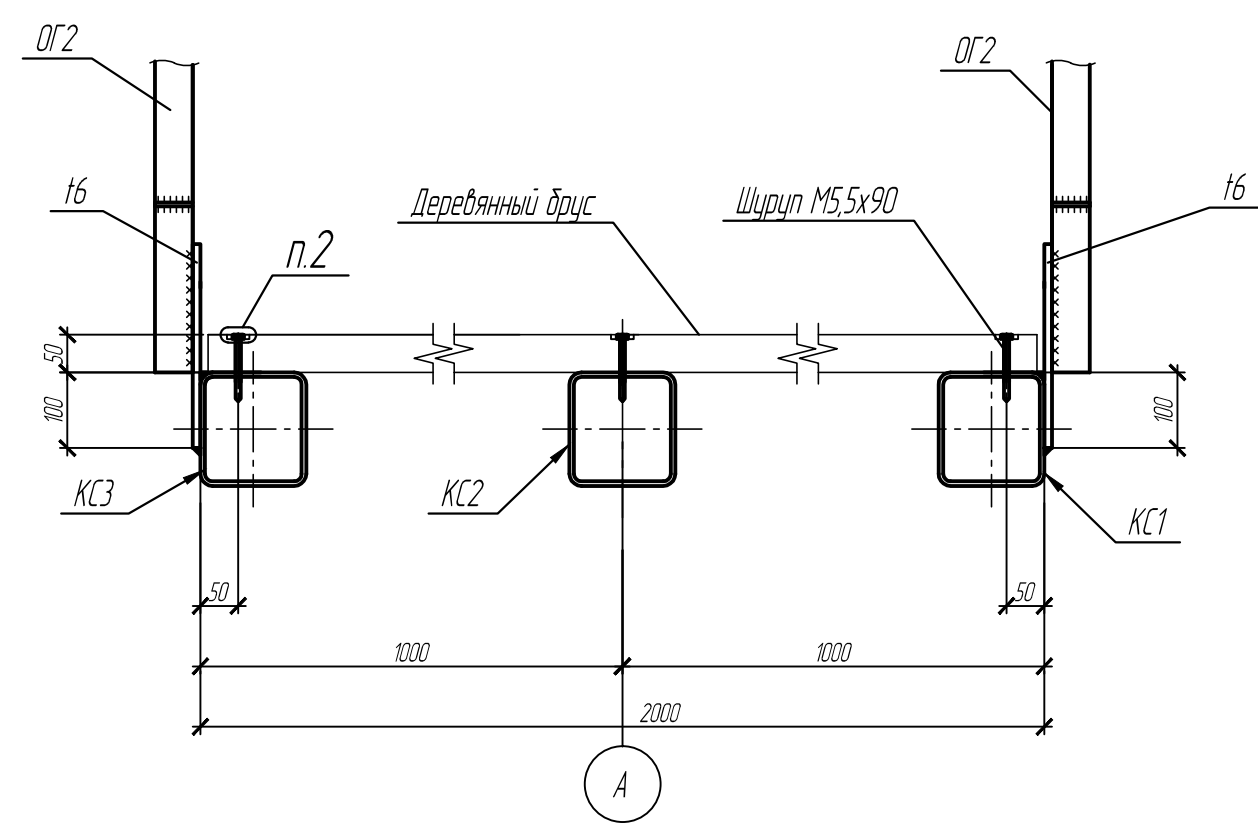 ОГ2
ОГ2
t6
Деревянный брус
Шуруп М5,5х90
t6
п.2
50
100
100
КС3
КС2
КС1
50
50
1000
1000
2000
А